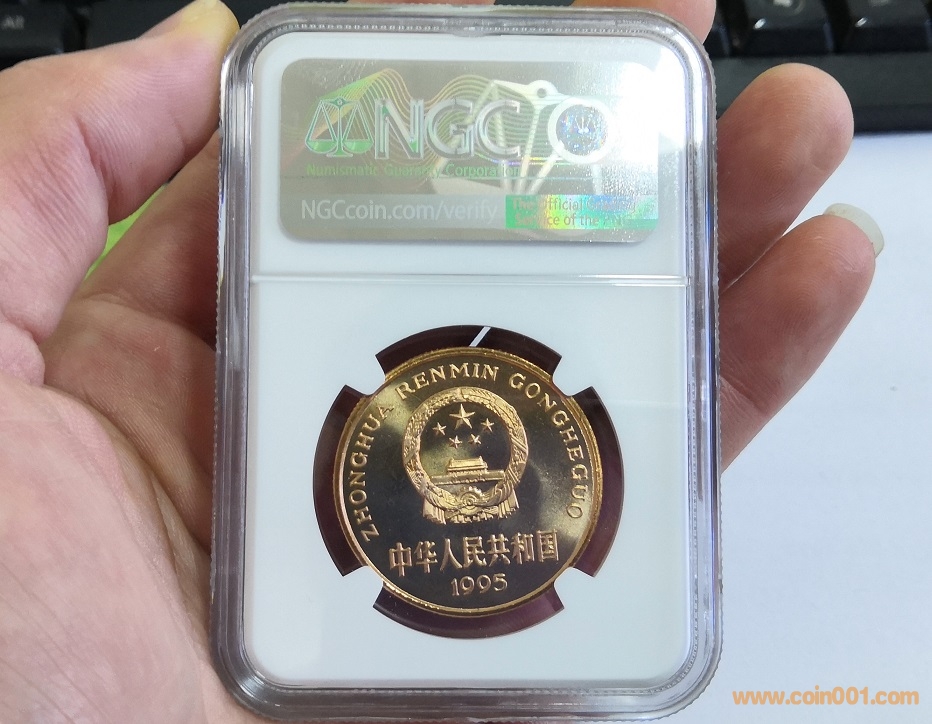 NGC
Numismatic Guaranty Corporation
NGCcoin.com/verify
ZHONGHUA RENMIN GONGHEGUO
中华人民共和国
1995
www.coin001.com